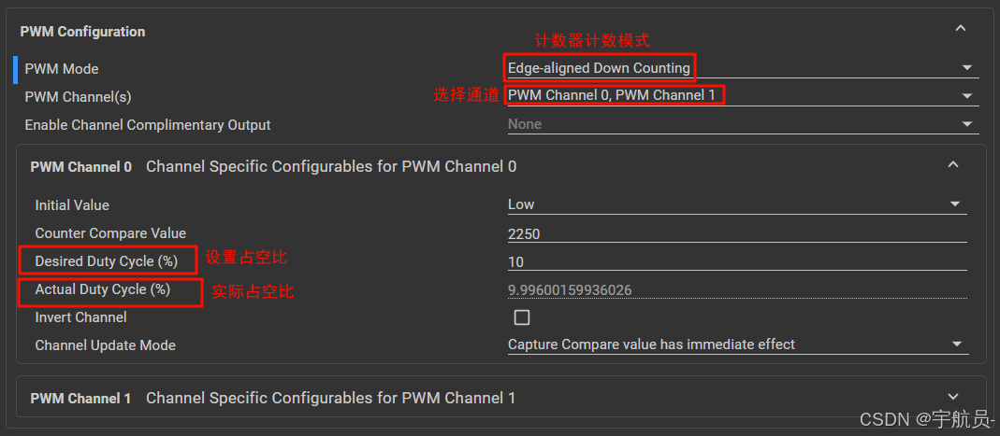 PWM Configuration
计数器计数模式
PWM Mode Edge-aligned Down Counting
选择通道
PWM Channel(s) PWM Channel 0, PWM Channel 1
Enable Channel Complimentary Output None
PWM Channel 0 Channel Specific Configurables for PWM Channel 0
Initial Value Low
Counter Compare Value 2250
Desired Duty Cycle (%) 设置占空比 10
Actual Duty Cycle (%) 实际占空比 9.99600159936026
Invert Channel
Channel Update Mode Capture Compare value has immediate effect
PWM Channel 1 Channel Specific Configurables for PWM Channel 1
CSDN @宇航员-